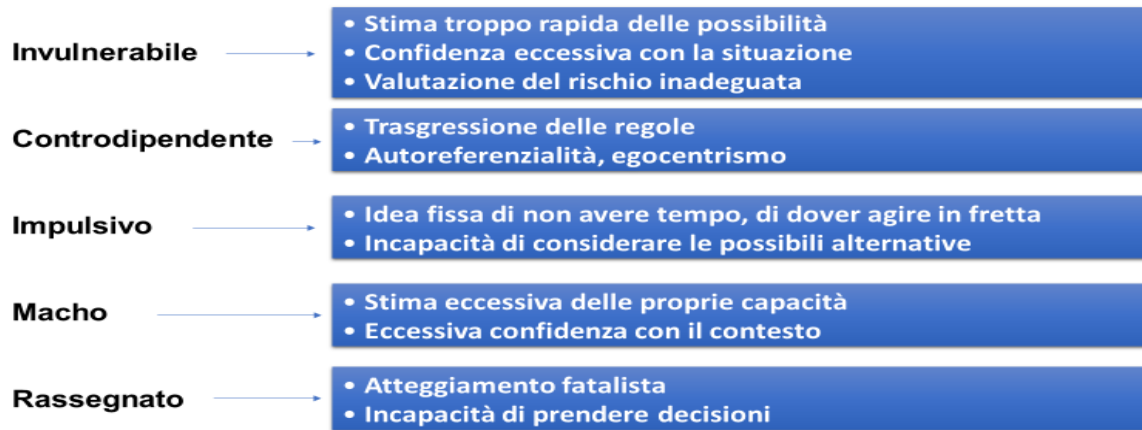 Invulnerabile
• Stima troppo rapida delle possibilità
• Confidenza eccessiva con la situazione
• Valutazione del rischio inadeguata
Controdipendente
• Trasgressione delle regole
• Autoreferenzialità, egocentrismo
Impulsivo
• Idea fissa di non avere tempo, di dover agire in fretta
• Incapacità di considerare le possibili alternative
Macho
• Stima eccessiva delle proprie capacità
• Eccessiva confidenza con il contesto
Rassegnato
• Atteggiamento fatalista
• Incapacità di prendere decisioni